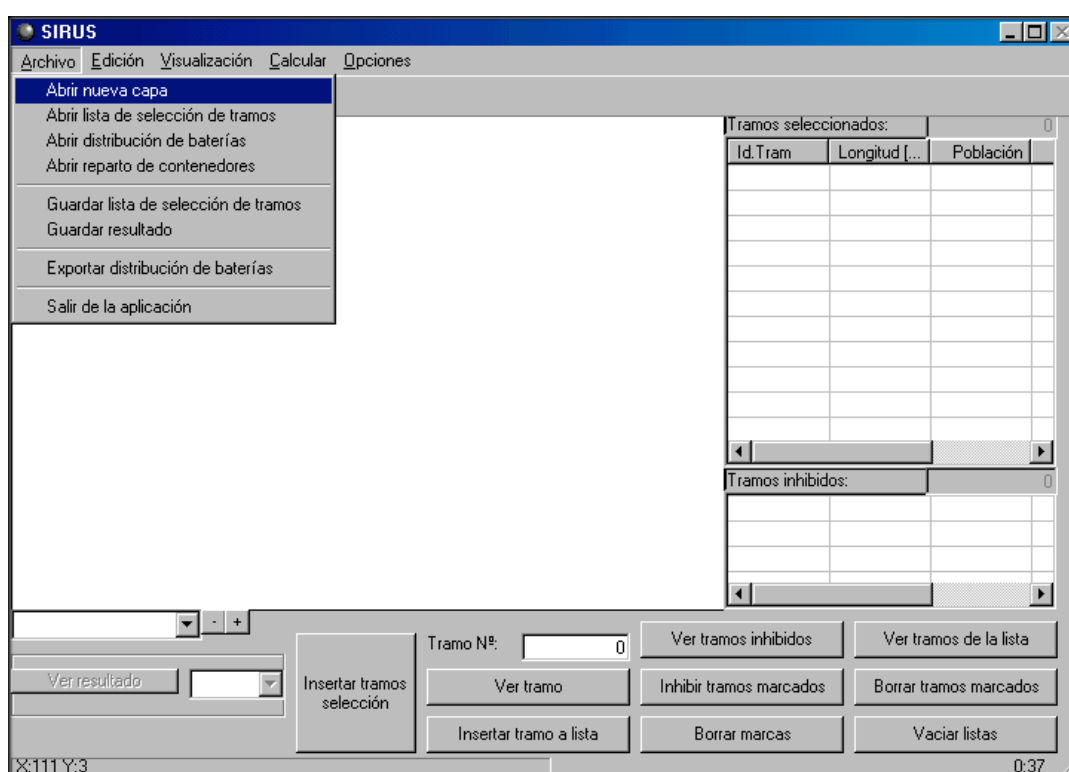 SIRUS
Archivo Edición Visualización Calcular Opciones
Abrir nueva capa
Abrir lista de selección de tramos
Abrir distribución de baterías
Abrir reparto de contenedores
Guardar lista de selección de tramos
Guardar resultado
Exportar distribución de baterías
Salir de la aplicación
Tramos seleccionados: 0
Id.Tram Longitud [... Población
Tramos inhibidos: 0
- +
Ver resultado
Insertar tramos
selección
Tramo Nº: 0
Ver tramo
Insertar tramo a lista
Ver tramos inhibidos
Inhibir tramos marcados
Borrar marcas
Ver tramos de la lista
Borrar tramos marcados
Vaciar listas
X:111 Y:3 0:37